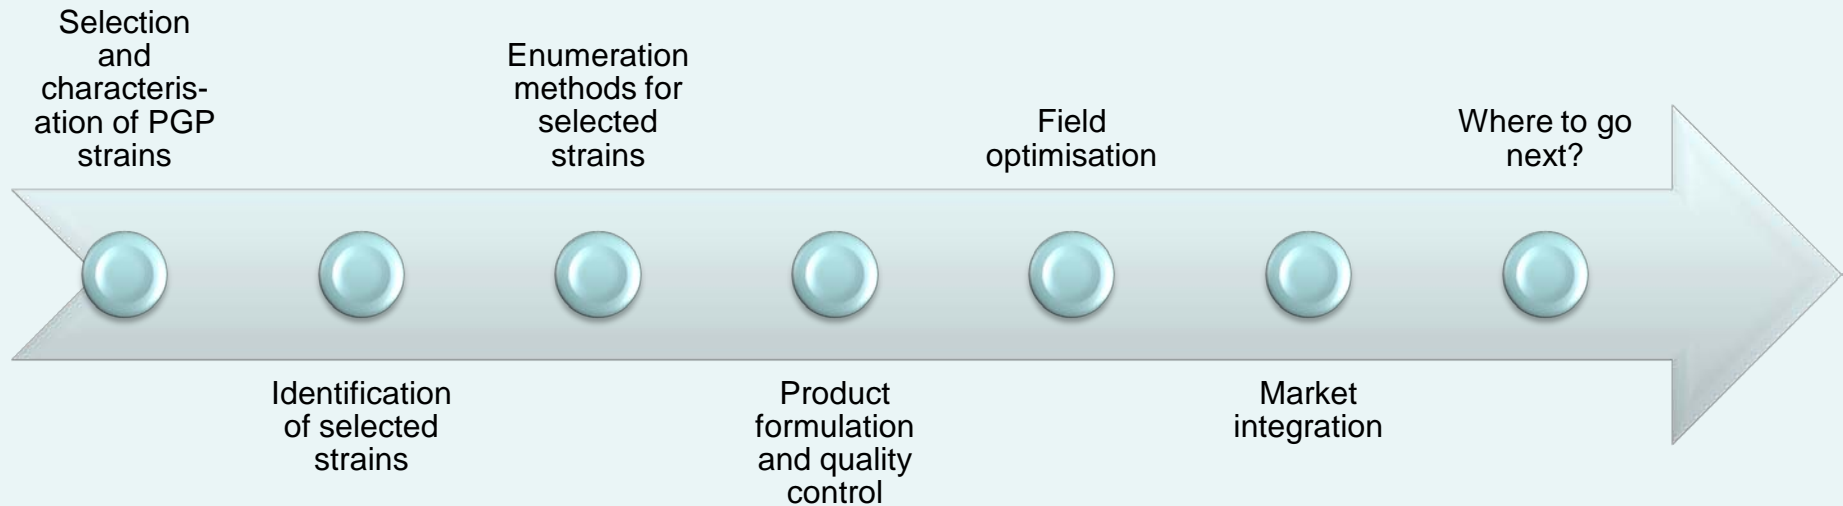 Selection
and
characteris-
ation of PGP
strains
Identification
of selected
strains
Enumeration
methods for
selected
strains
Product
formulation
and quality
control
Field
optimisation
Market
integration
Where to go
next?